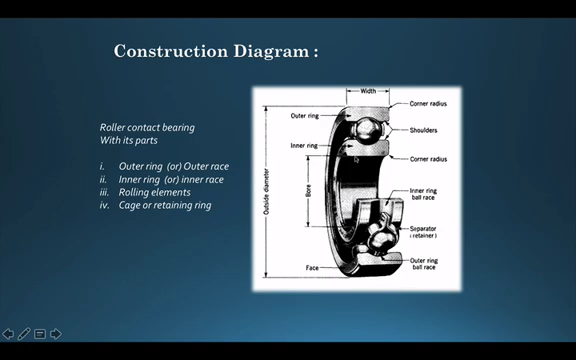 Construction Diagram :
Roller contact bearing
With its parts
i. Outer ring (or) Outer race
ii. Inner ring (or) inner race
iii. Rolling elements
iv. Cage or retaining ring
Width
Corner radius
Outer ring
Shoulders
Inner ring
Corner radius
Outside diameter
Bore
Inner ring
ball race
Separator
(retainer)
Outer ring
ball race
Face